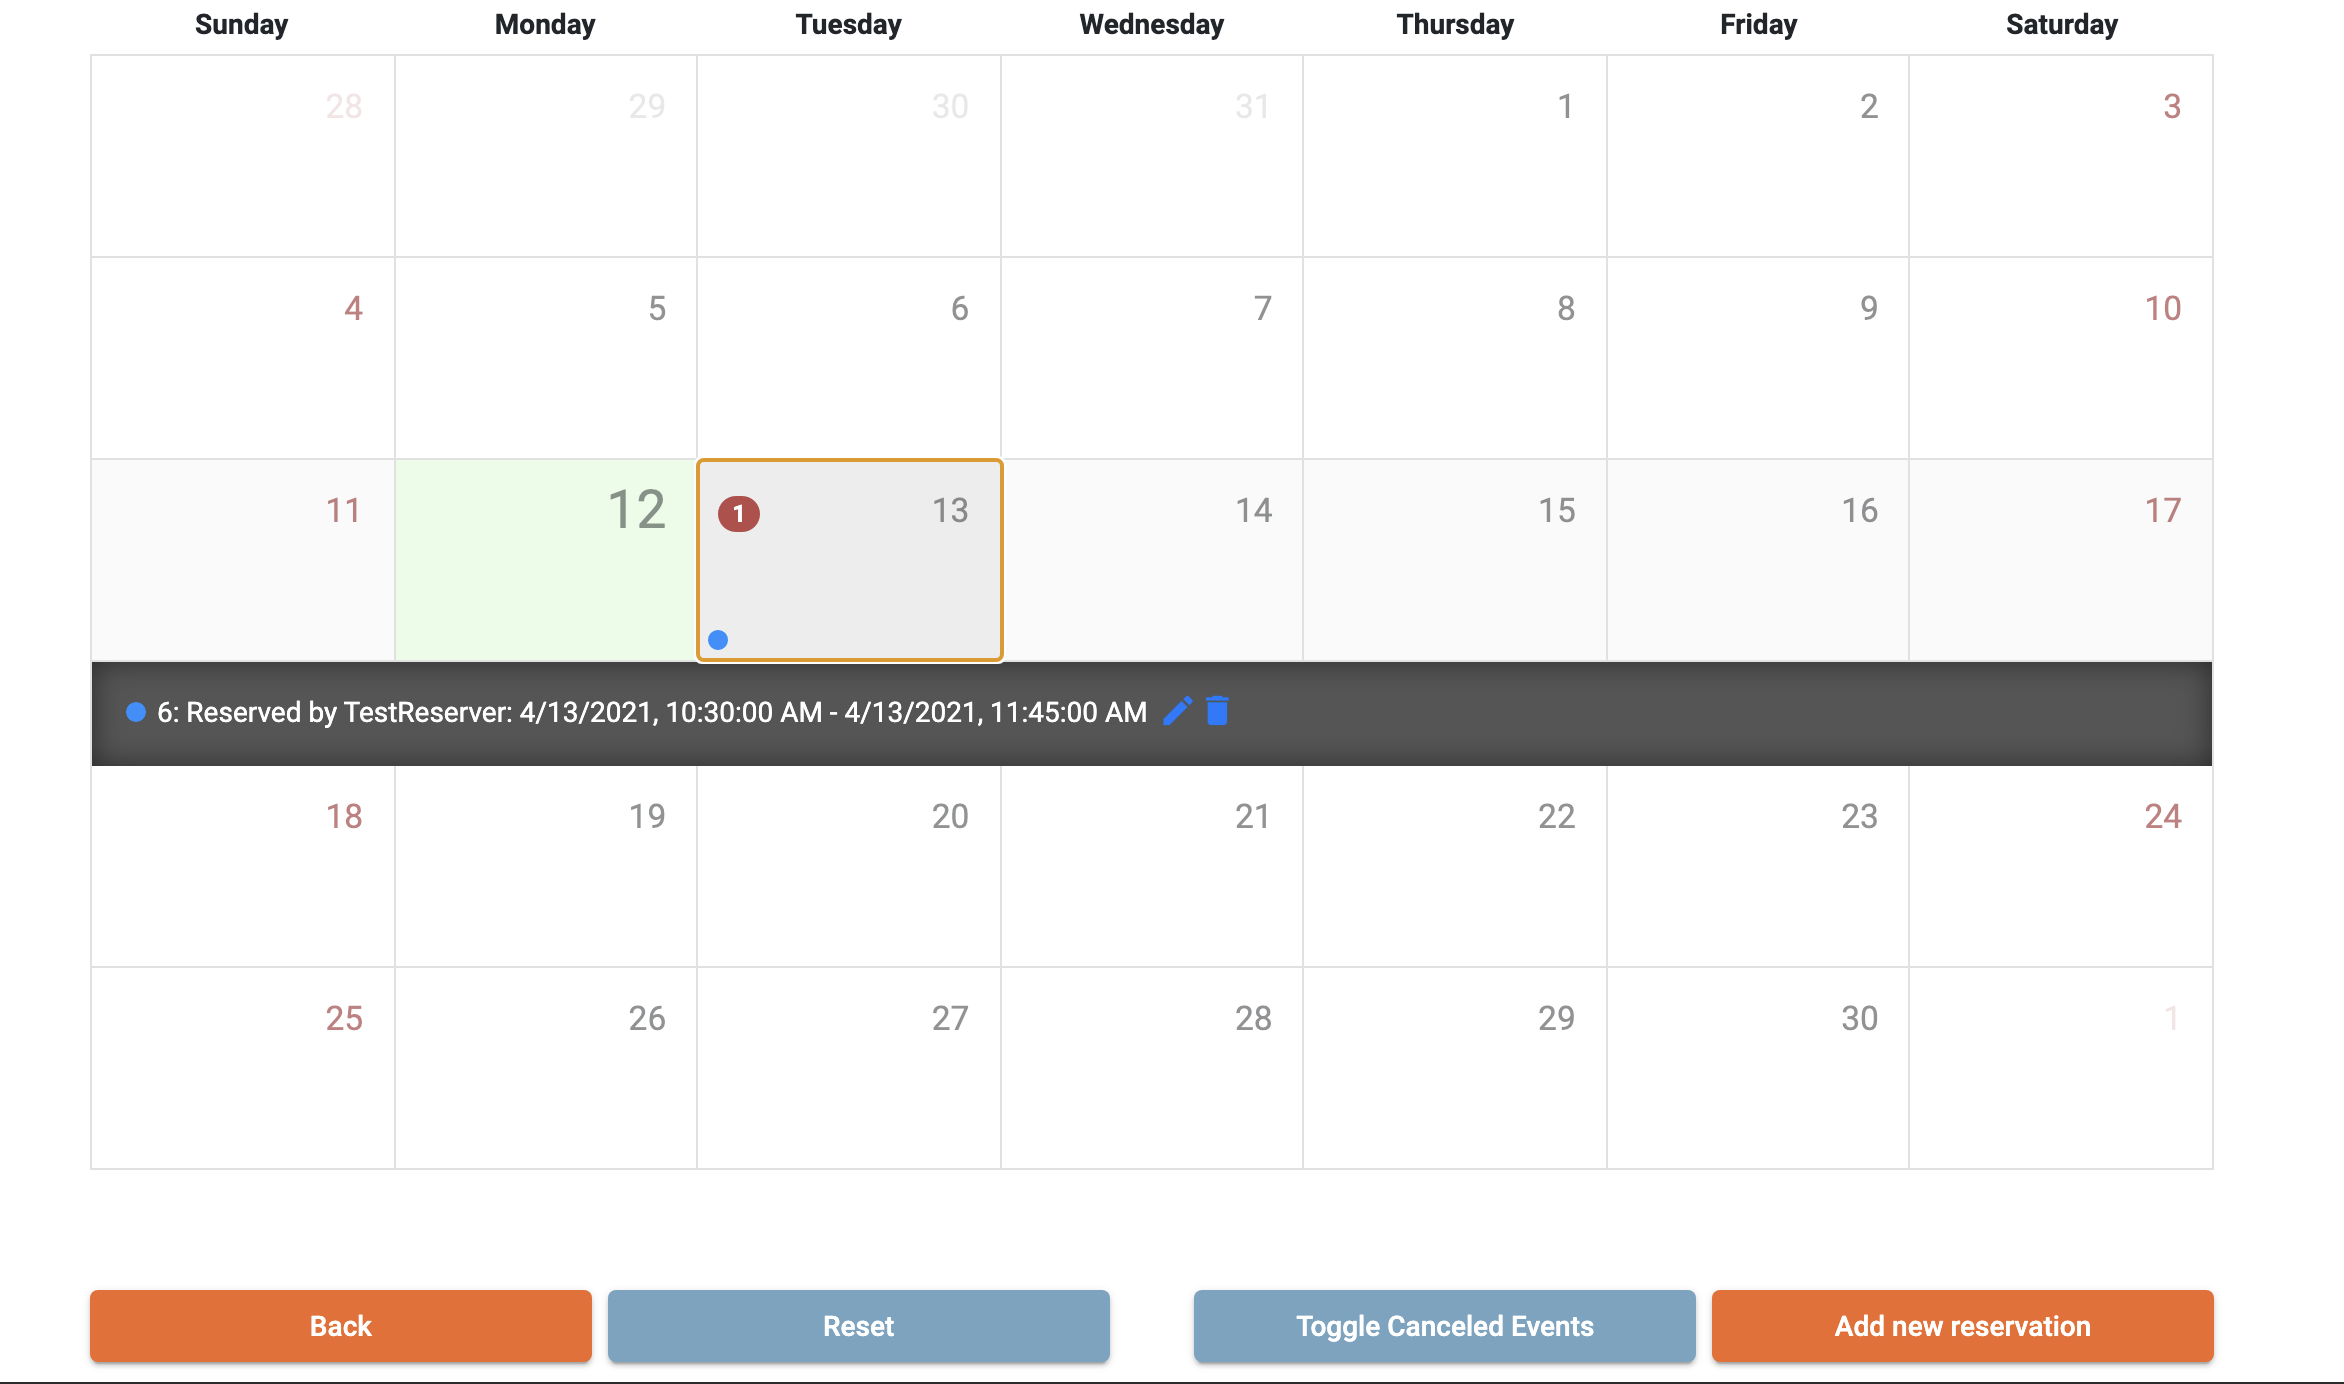 Sunday Monday Tuesday Wednesday Thursday Friday Saturday
28 29 30 31 1 2 3
4 5 6 7 8 9 10
11 12 1 13 14 15 16 17
6: Reserved by TestReserver: 4/13/2021, 10:30:00 AM - 4/13/2021, 11:45:00 AM
18 19 20 21 22 23 24
25 26 27 28 29 30 1
Back Reset Toggle Canceled Events Add new reservation